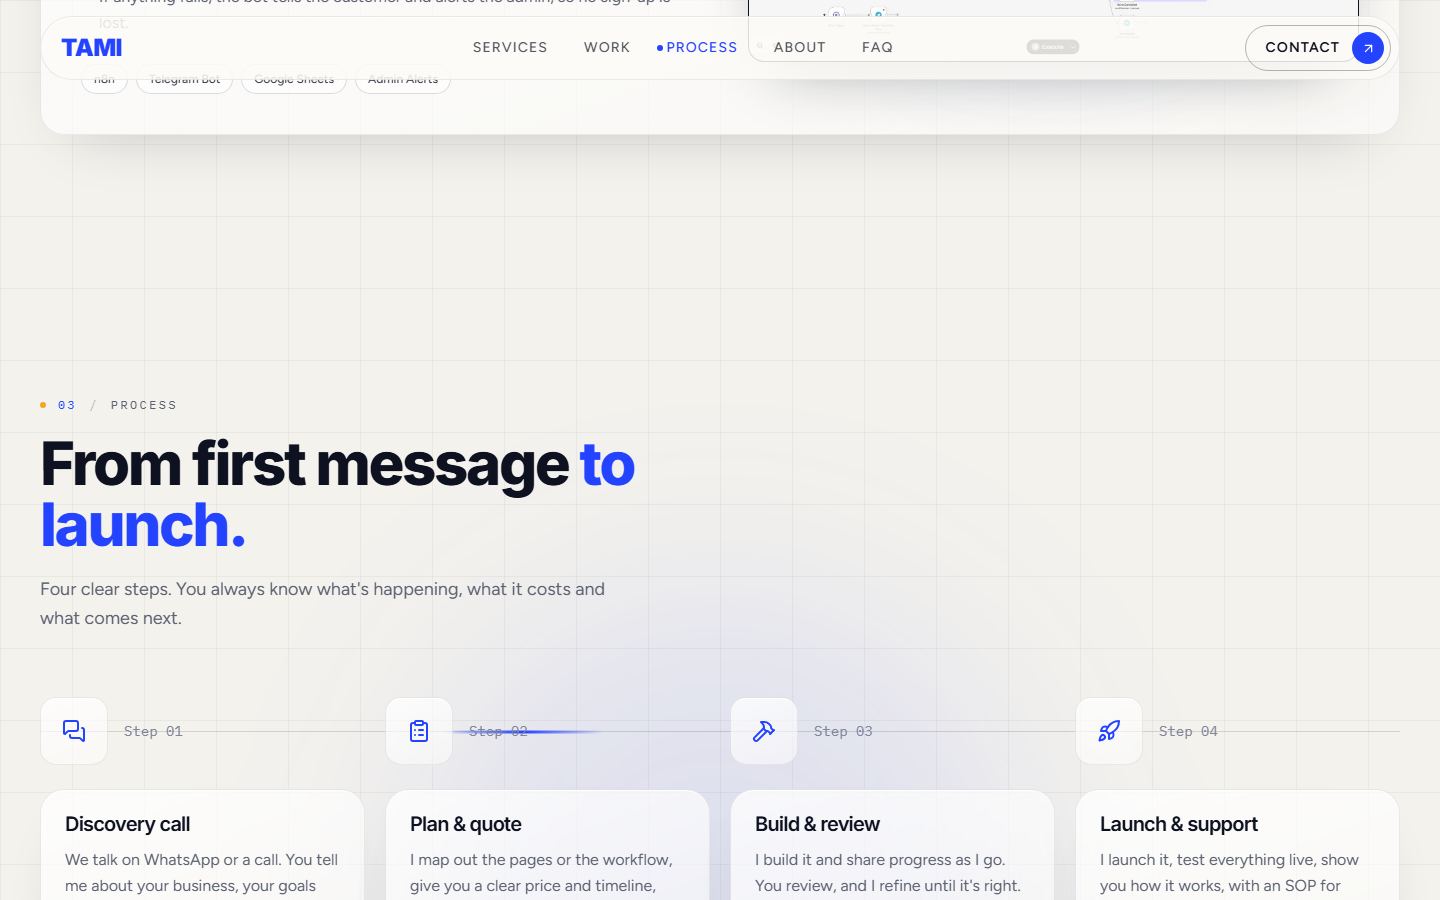 lost.
TAMI
SERVICES
WORK
PROCESS
ABOUT
FAQ
CONTACT
n8n
Telegram Bot
Google Sheets
Admin Alerts
03 / PROCESS
From first message to
launch.
Four clear steps. You always know what's happening, what it costs and
what comes next.
Step 01
Step 02
Step 03
Step 04
Discovery call
We talk on WhatsApp or a call. You tell
me about your business, your goals
Plan & quote
I map out the pages or the workflow,
give you a clear price and timeline,
Build & review
I build it and share progress as I go.
You review, and I refine until it's right.
Launch & support
I launch it, test everything live, show
you how it works, with an SOP for